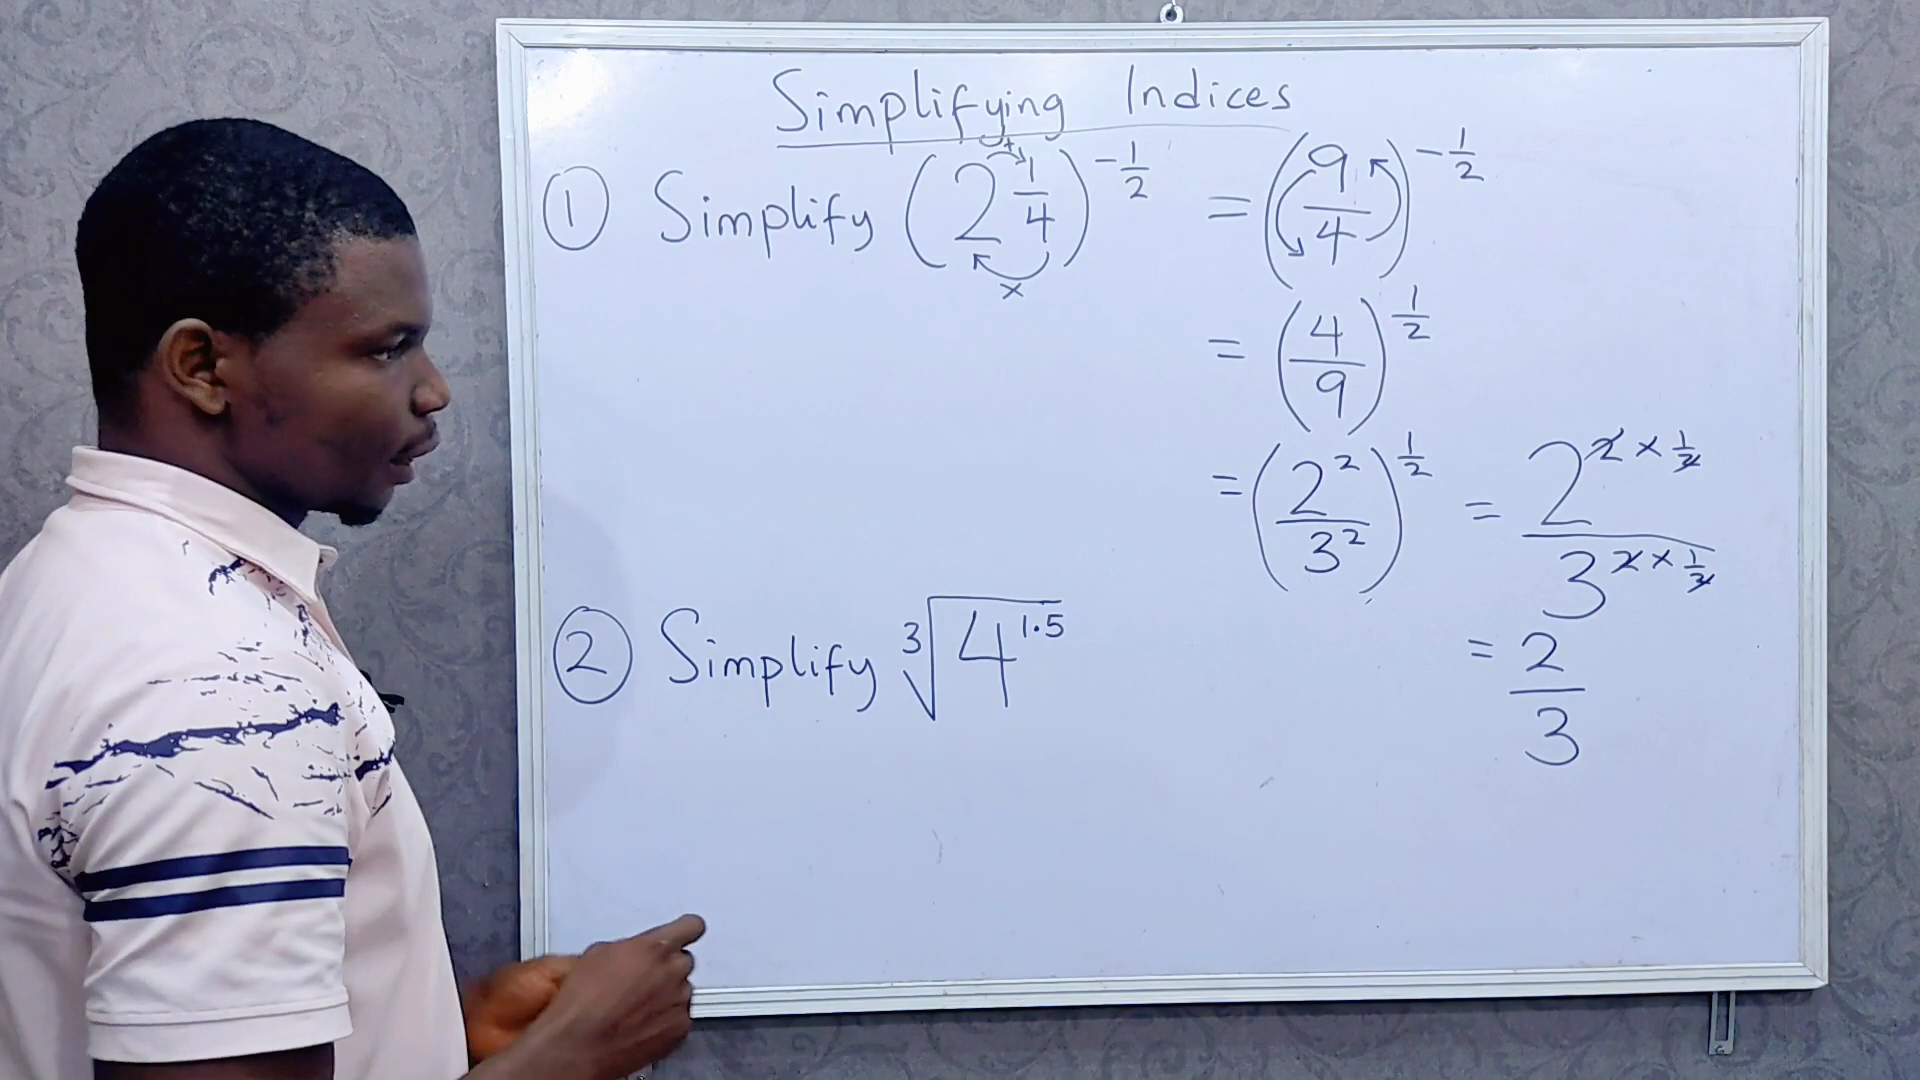 Simplifying Indices
① Simplify (2 1/4)^(-1/2) = (9/4)^(-1/2)
+
x
= (4/9)^(1/2)
= (2²/3²)^(1/2) = 2^(2 × 1/2) / 3^(2 × 1/2)
② Simplify ³√4^1.5
= 2/3